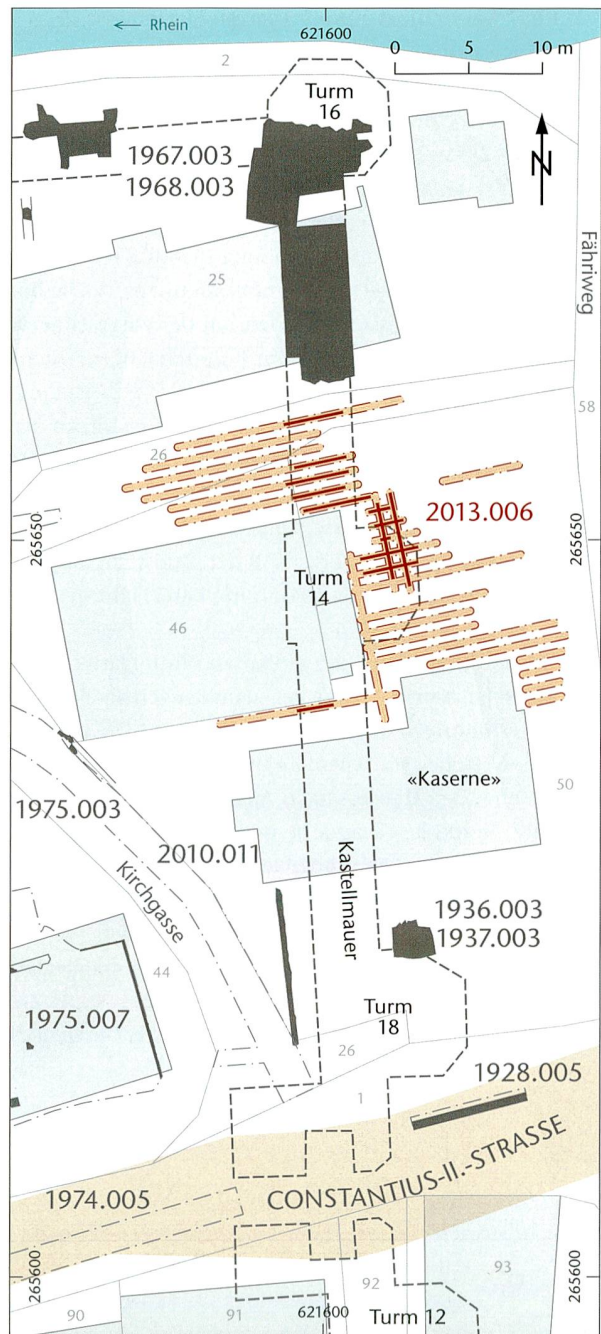 ← Rhein
621600
0 5 10 m
2
Turm
16
N
1967.003
1968.003
Fähriweg
25
58
26
2013.006
265650
265650
Turm
14
46
«Kaserne»
50
1975.003
2010.011
Kirchgasse
Kastellmauer
1936.003
1937.003
44
1975.007
Turm
18
26
1928.005
1
CONSTANTIUS-II.-STRASSE
1974.005
265600
265600
93
92
90
91
621600
Turm 12